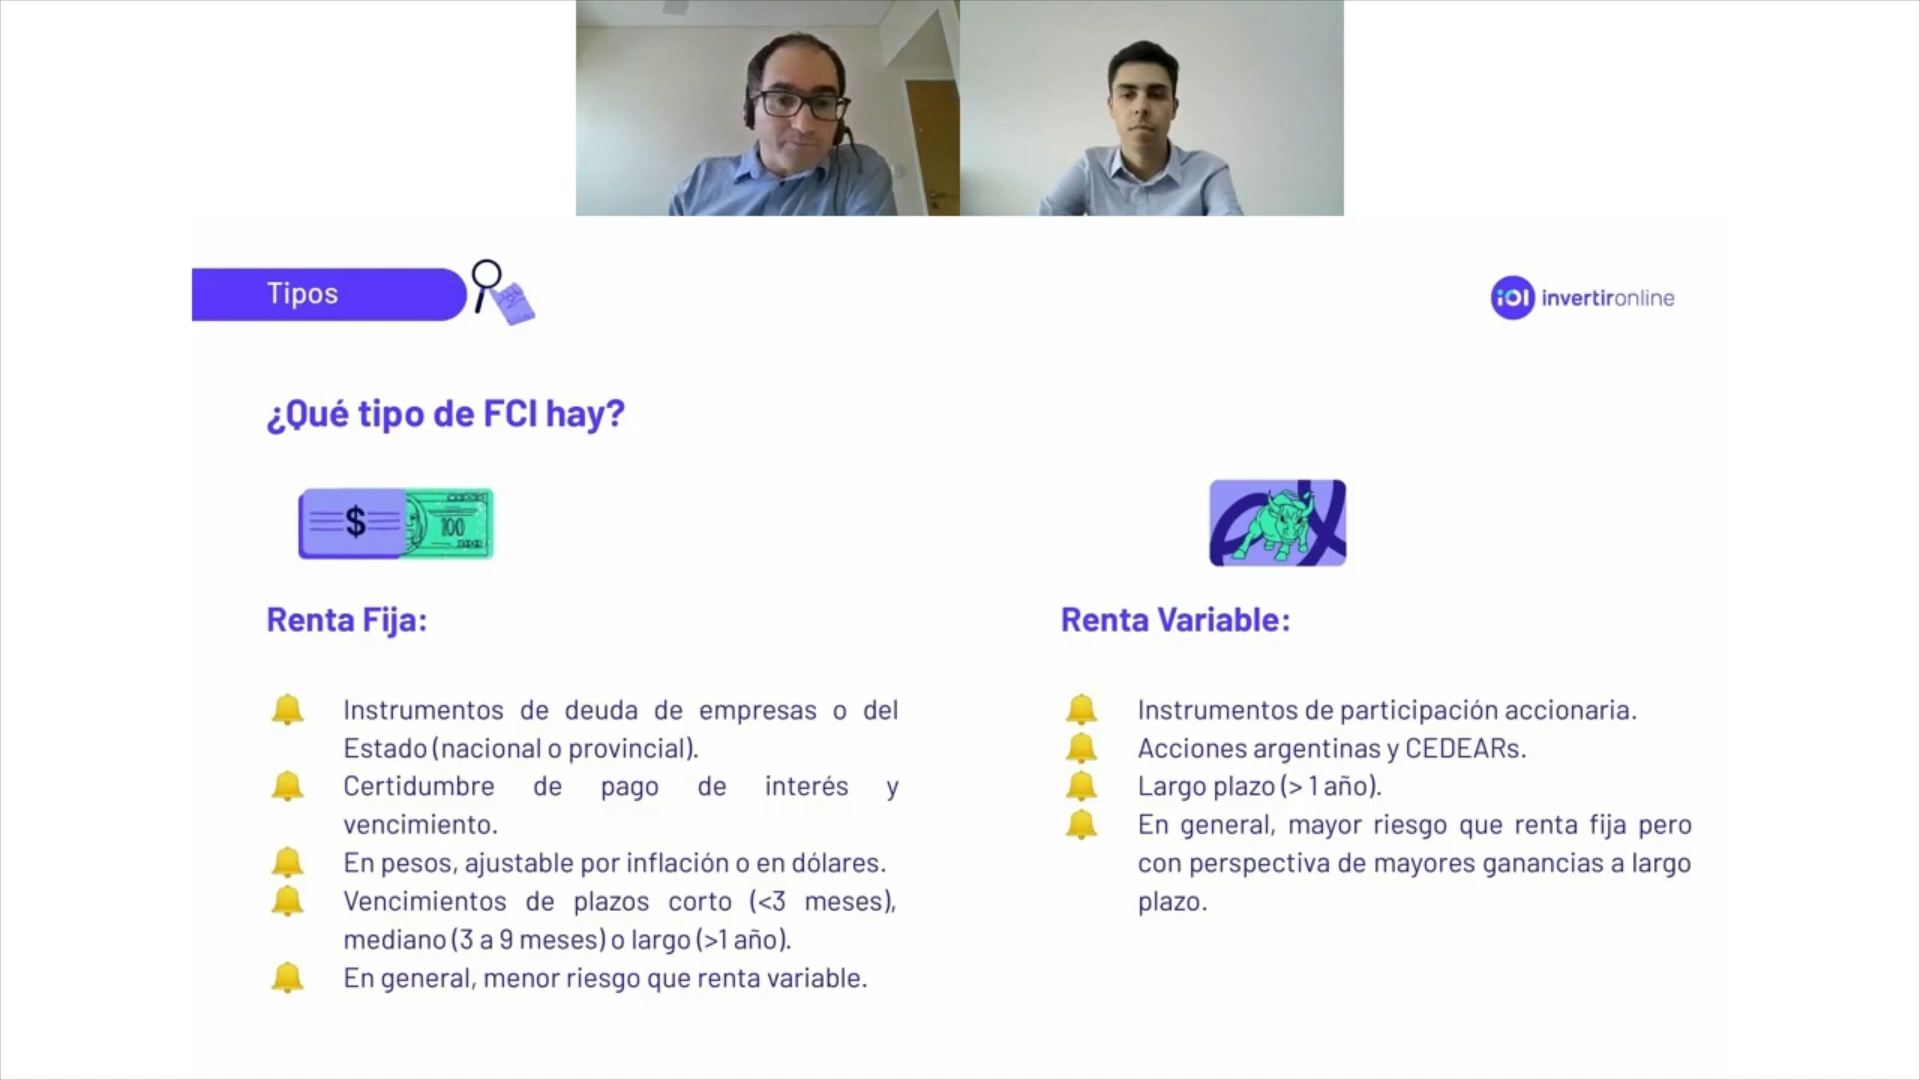 Tipos
iOl invertironline
¿Qué tipo de FCI hay?
$
100
Renta Fija:
Instrumentos de deuda de empresas o del
Estado (nacional o provincial).
Certidumbre de pago de interés y
vencimiento.
En pesos, ajustable por inflación o en dólares.
Vencimientos de plazos corto (<3 meses),
mediano (3 a 9 meses) o largo (>1 año).
En general, menor riesgo que renta variable.
Renta Variable:
Instrumentos de participación accionaria.
Acciones argentinas y CEDEARs.
Largo plazo (> 1 año).
En general, mayor riesgo que renta fija pero
con perspectiva de mayores ganancias a largo
plazo.